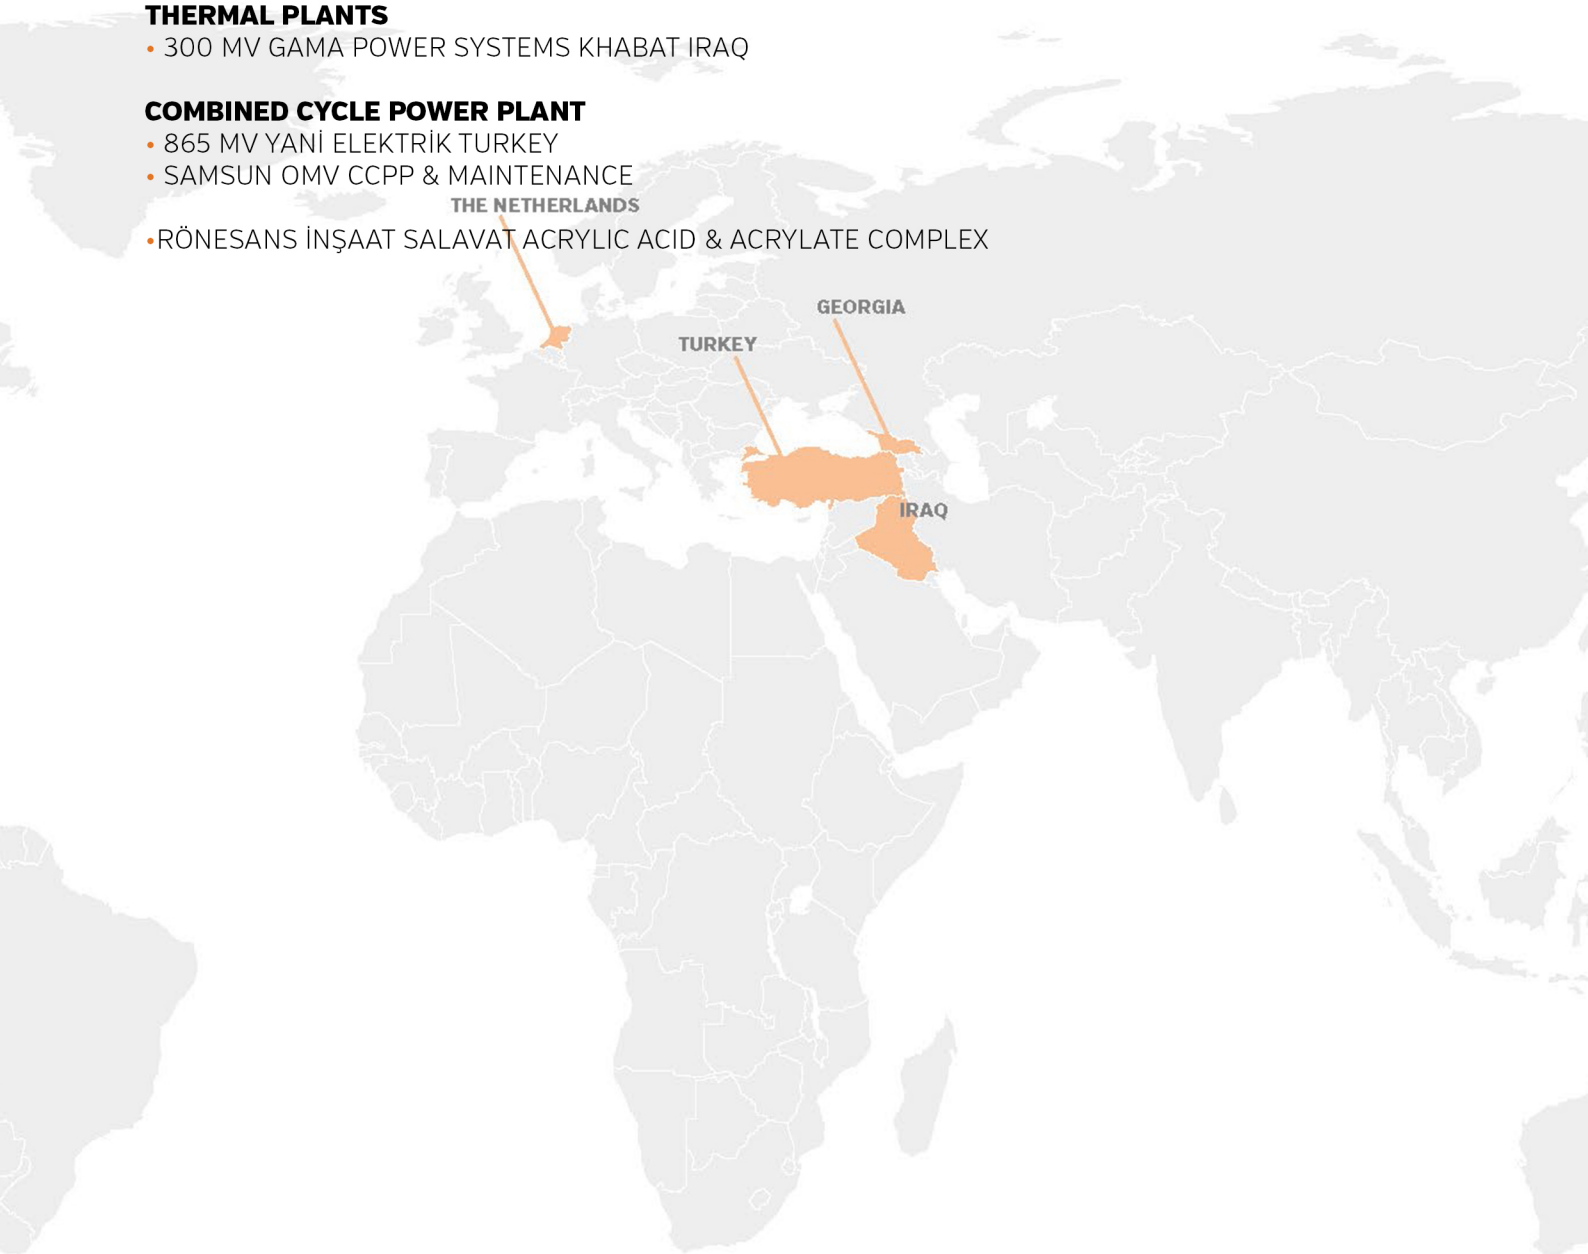 THERMAL PLANTS
• 300 MV GAMA POWER SYSTEMS KHABAT IRAQ
COMBINED CYCLE POWER PLANT
• 865 MV YANİ ELEKTRİK TURKEY
• SAMSUN OMV CCPP & MAINTENANCE
THE NETHERLANDS
•RÖNESANS İNŞAAT SALAVAT ACRYLIC ACID & ACRYLATE COMPLEX
GEORGIA
TURKEY
IRAQ